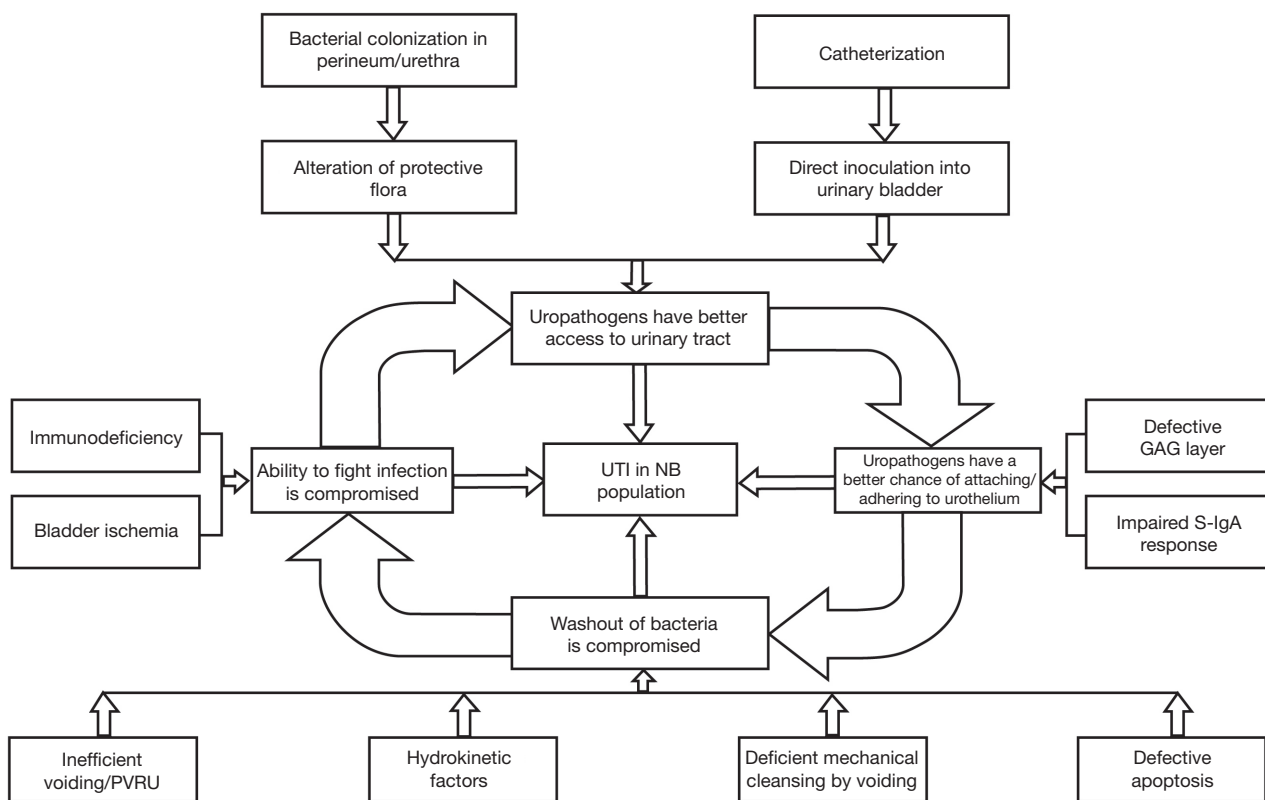 Bacterial colonization in
perineum/urethra
Catheterization
Alteration of protective
flora
Direct inoculation into
urinary bladder
Uropathogens have better
access to urinary tract
Immunodeficiency
Bladder ischemia
Ability to fight infection
is compromised
UTI in NB
population
Uropathogens have a
better chance of attaching/
adhering to urothelium
Defective
GAG layer
Impaired S-IgA
response
Washout of bacteria
is compromised
Inefficient
voiding/PVRU
Hydrokinetic
factors
Deficient mechanical
cleansing by voiding
Defective
apoptosis